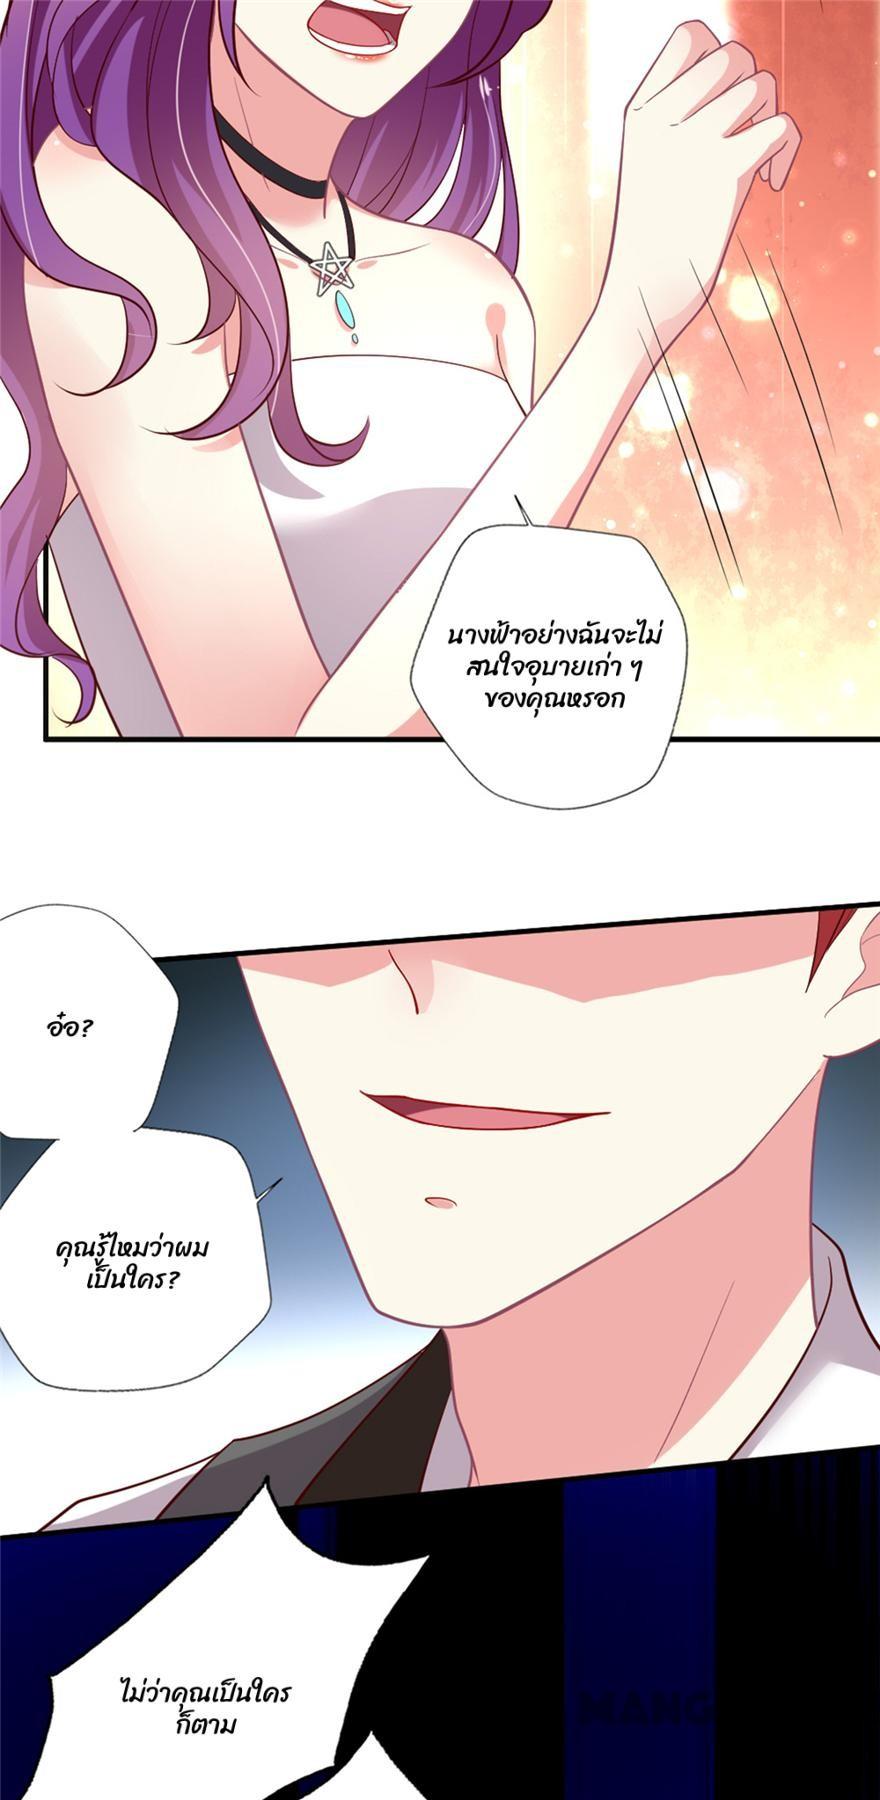 นางฟ้าอย่างฉันจะไม่
สนใจอุบายเก่า ๆ
ของคุณหรอก
อ๋อ?
คุณรู้ไหมว่าผม
เป็นใคร?
ไม่ว่าคุณเป็นใคร
ก็ตาม
MANG